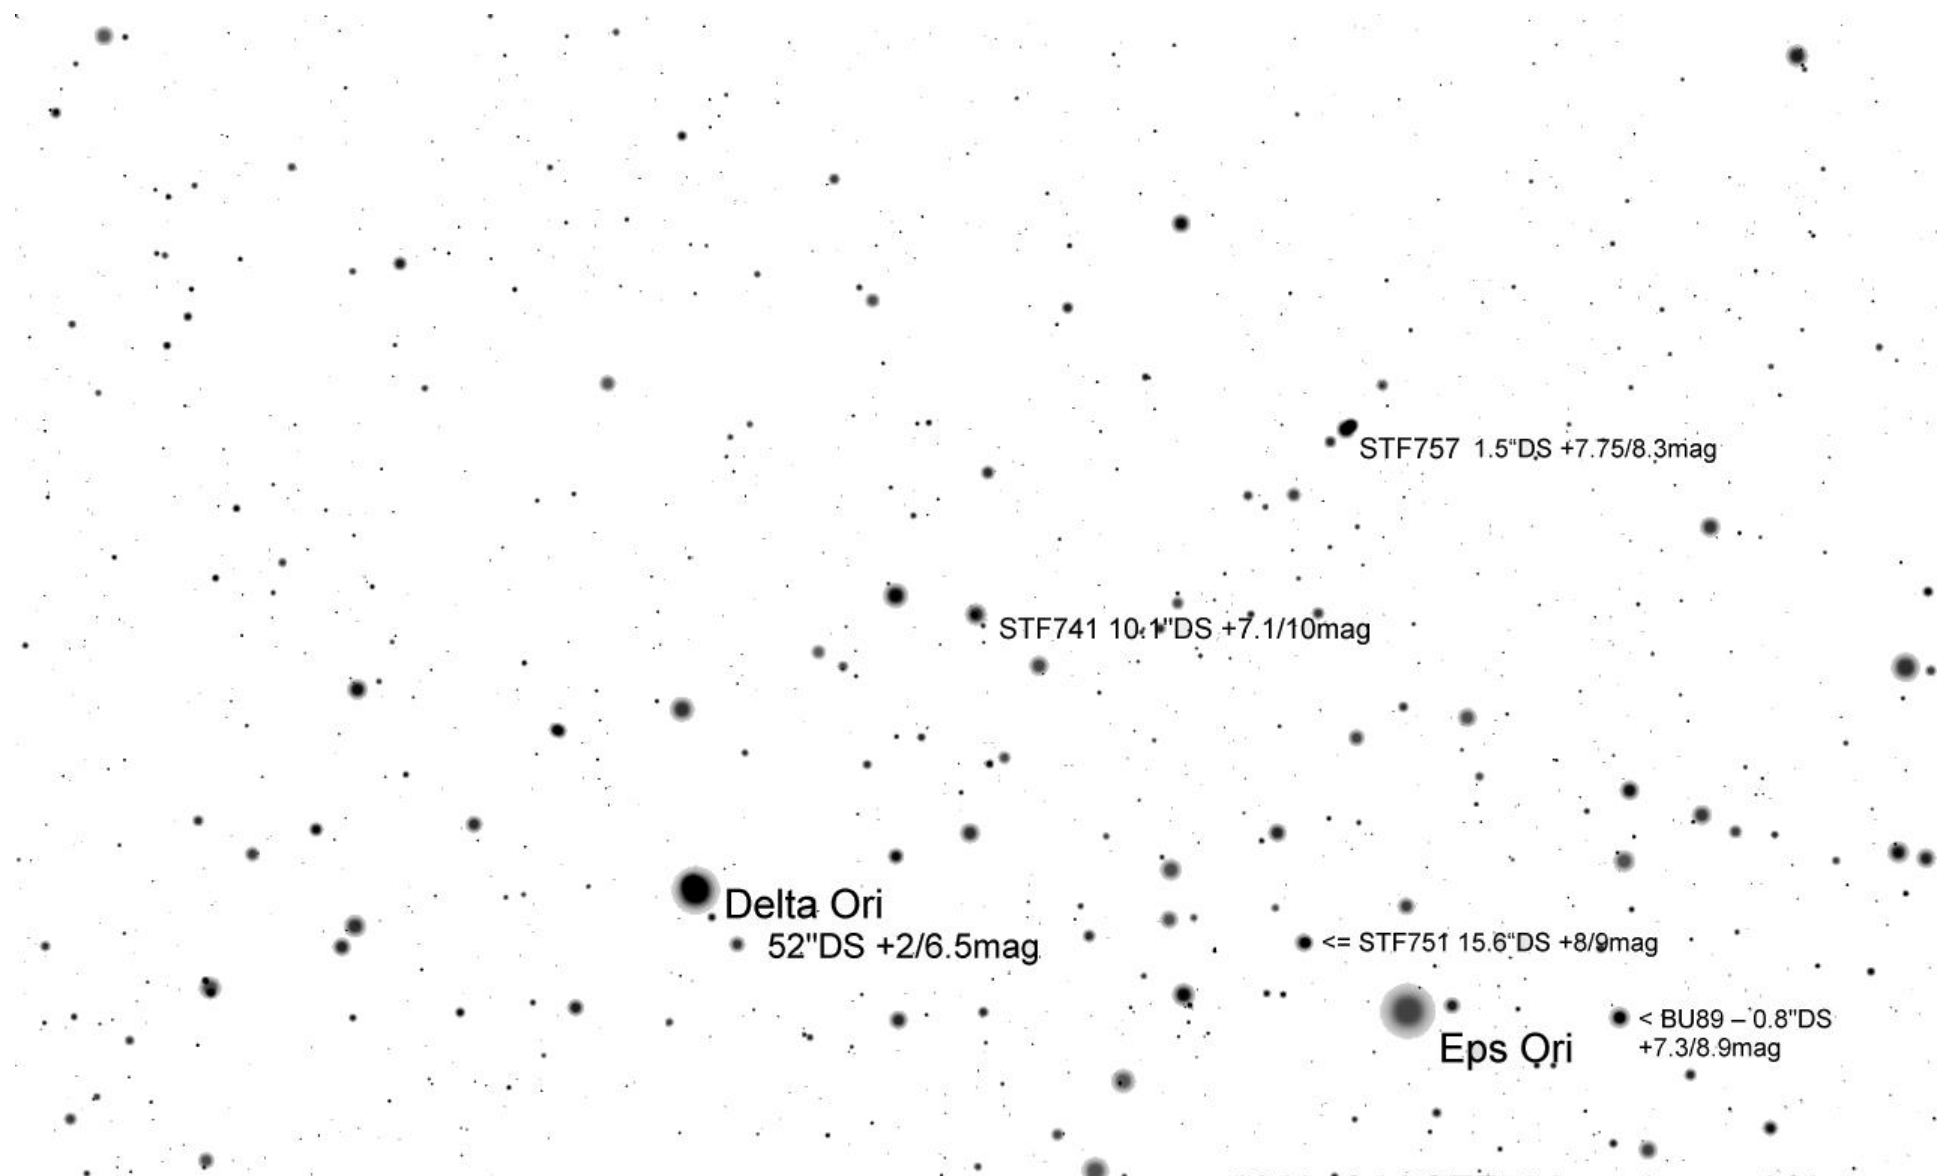 STF757 1.5“DS +7.75/8.3mag
STF741 10.1"DS +7.1/10mag
Delta Ori
52"DS +2/6.5mag
<= STF751 15.6“DS +8/9mag
< BU89 – 0.8"DS
+7.3/8.9mag
Eps Ori